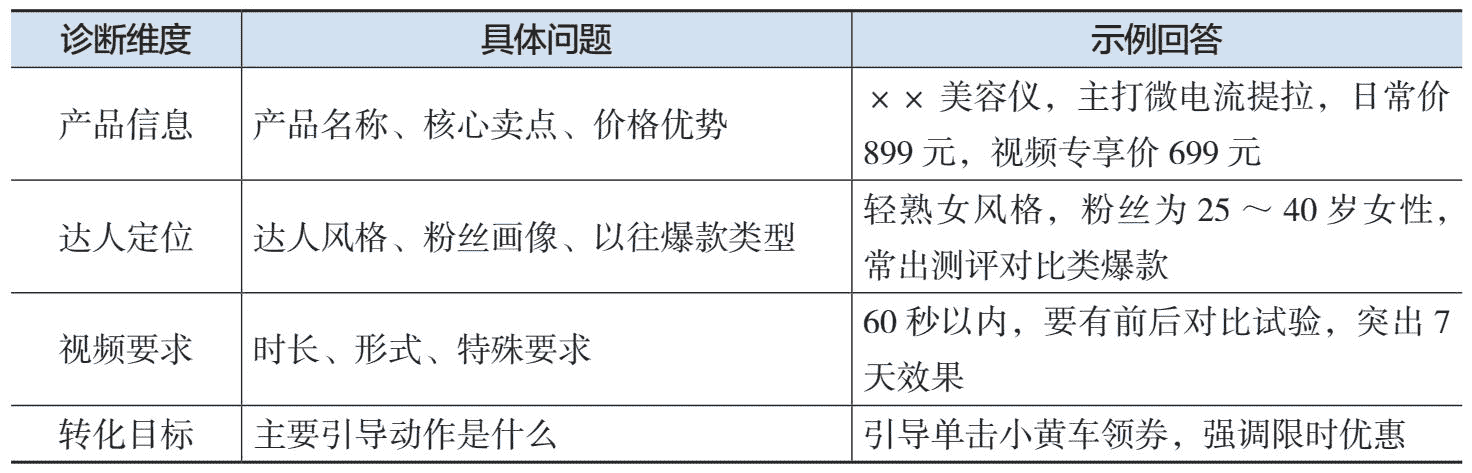 诊断维度 具体问题 示例回答
产品信息 产品名称、核心卖点、价格优势 ×× 美容仪，主打微电流提拉，日常价
899 元，视频专享价 699 元
达人定位 达人风格、粉丝画像、以往爆款类型 轻熟女风格，粉丝为 25 ～ 40 岁女性，
常出测评对比类爆款
视频要求 时长、形式、特殊要求 60 秒以内，要有前后对比试验，突出 7
天效果
转化目标 主要引导动作是什么 引导单击小黄车领券，强调限时优惠